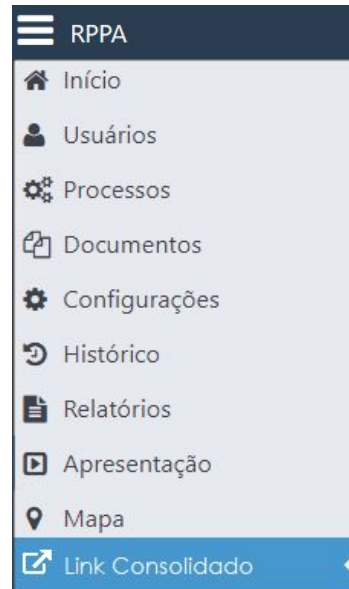 RPPA
Início
Usuários
Processos
Documentos
Configurações
Histórico
Relatórios
Apresentação
Mapa
Link Consolidado